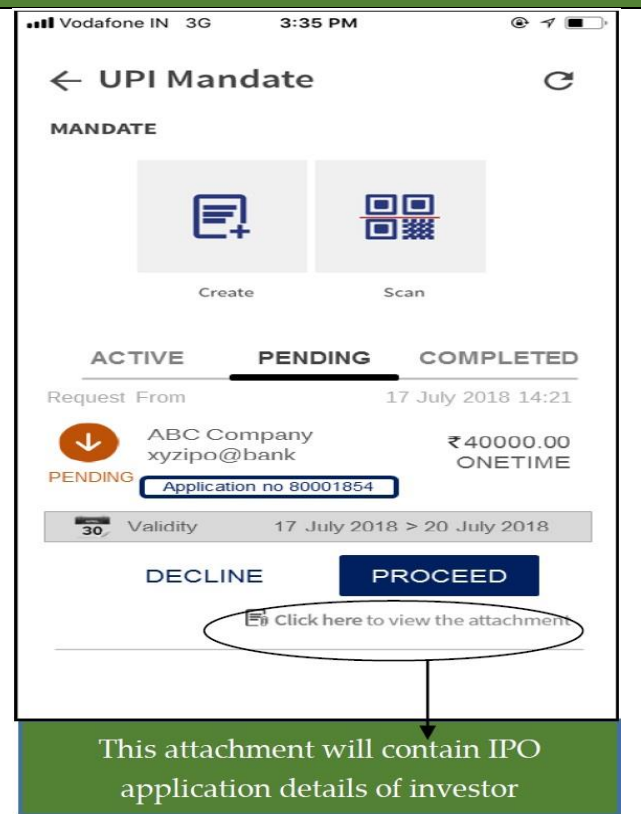 Vodafone IN 3G 3:35 PM
← UPI Mandate
MANDATE
Create Scan
ACTIVE PENDING COMPLETED
Request From 17 July 2018 14:21
ABC Company ₹40000.00
xyzipo@bank ONETIME
PENDING Application no 80001854
30 Validity 17 July 2018 > 20 July 2018
DECLINE PROCEED
Click here to view the attachment
This attachment will contain IPO
application details of investor